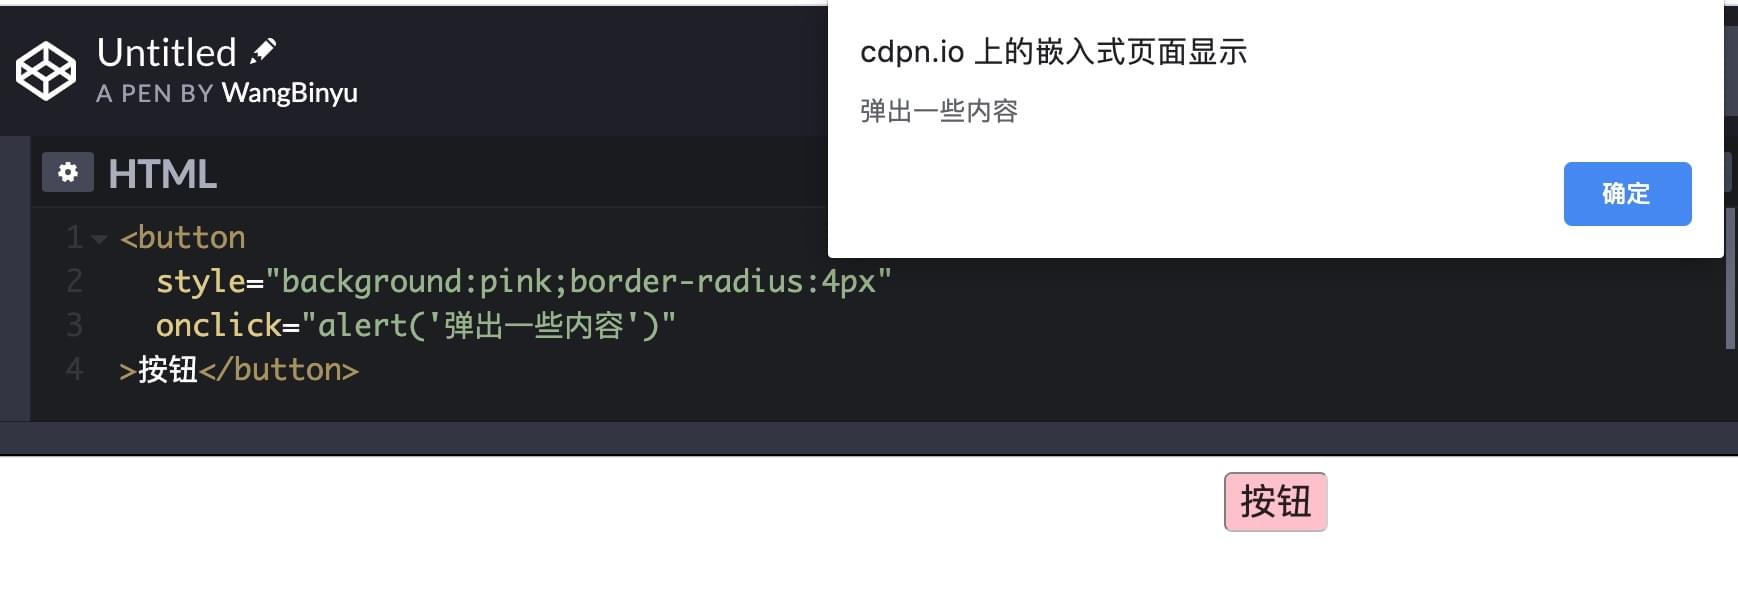 Untitled
A PEN BY WangBinyu
cdpn.io 上的嵌入式页面显示
弹出一些内容
确定
HTML
1 <button
2 style="background:pink;border-radius:4px"
3 onclick="alert('弹出一些内容')"
4 >按钮</button>
按钮